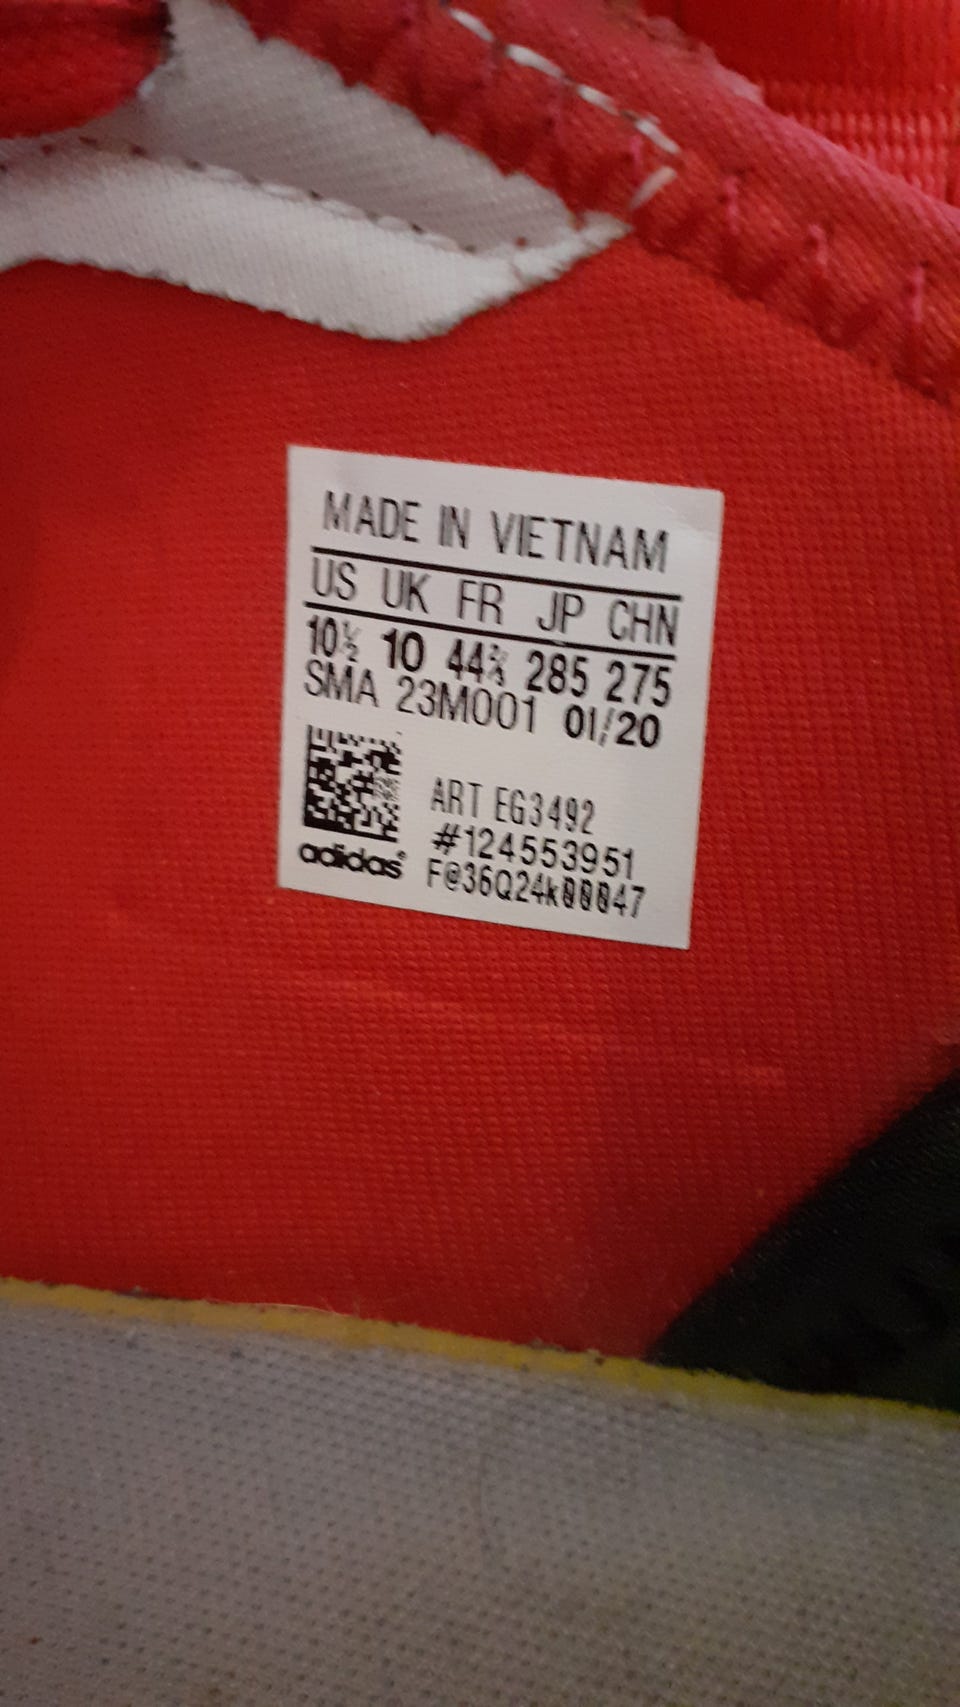 MADE IN VIETNAM
US UK FR JP CHN
10½ 10 44⅔ 285 275
SMA 23M001 01/20
ART EG3492
#124553951
adidas® F@36Q24k00047